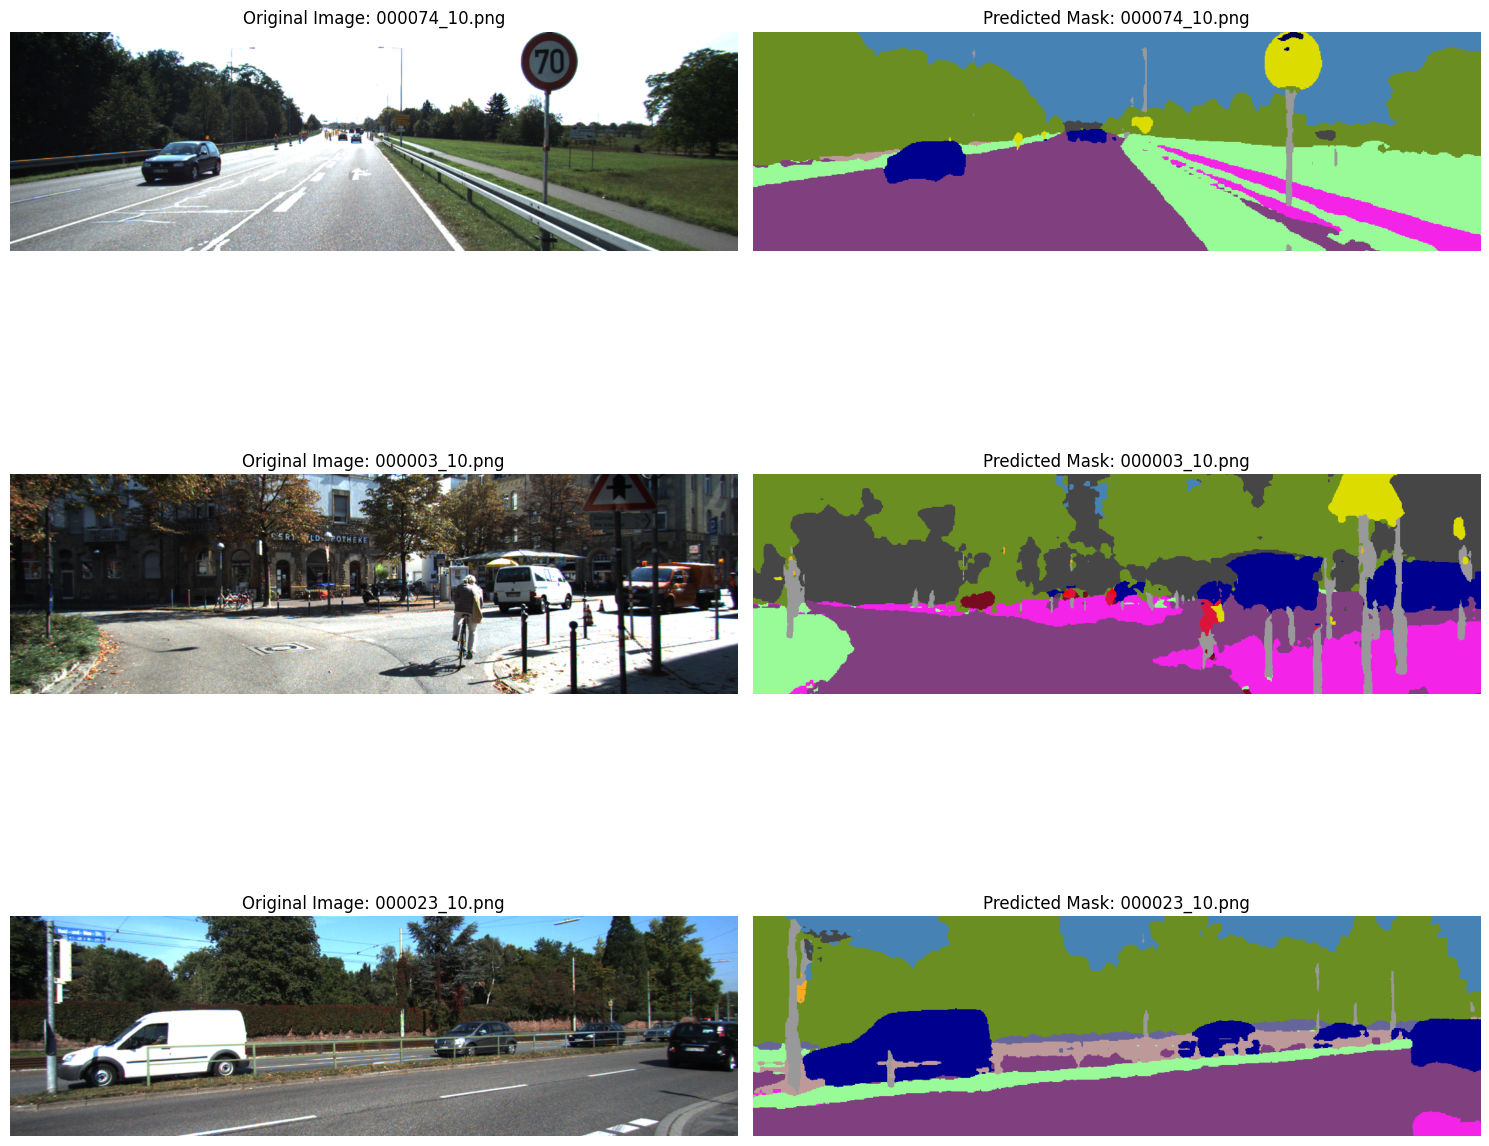 Original Image: 000074_10.png
Predicted Mask: 000074_10.png
70
Original Image: 000003_10.png
Predicted Mask: 000003_10.png
APOTHEKE
Original Image: 000023_10.png
Predicted Mask: 000023_10.png